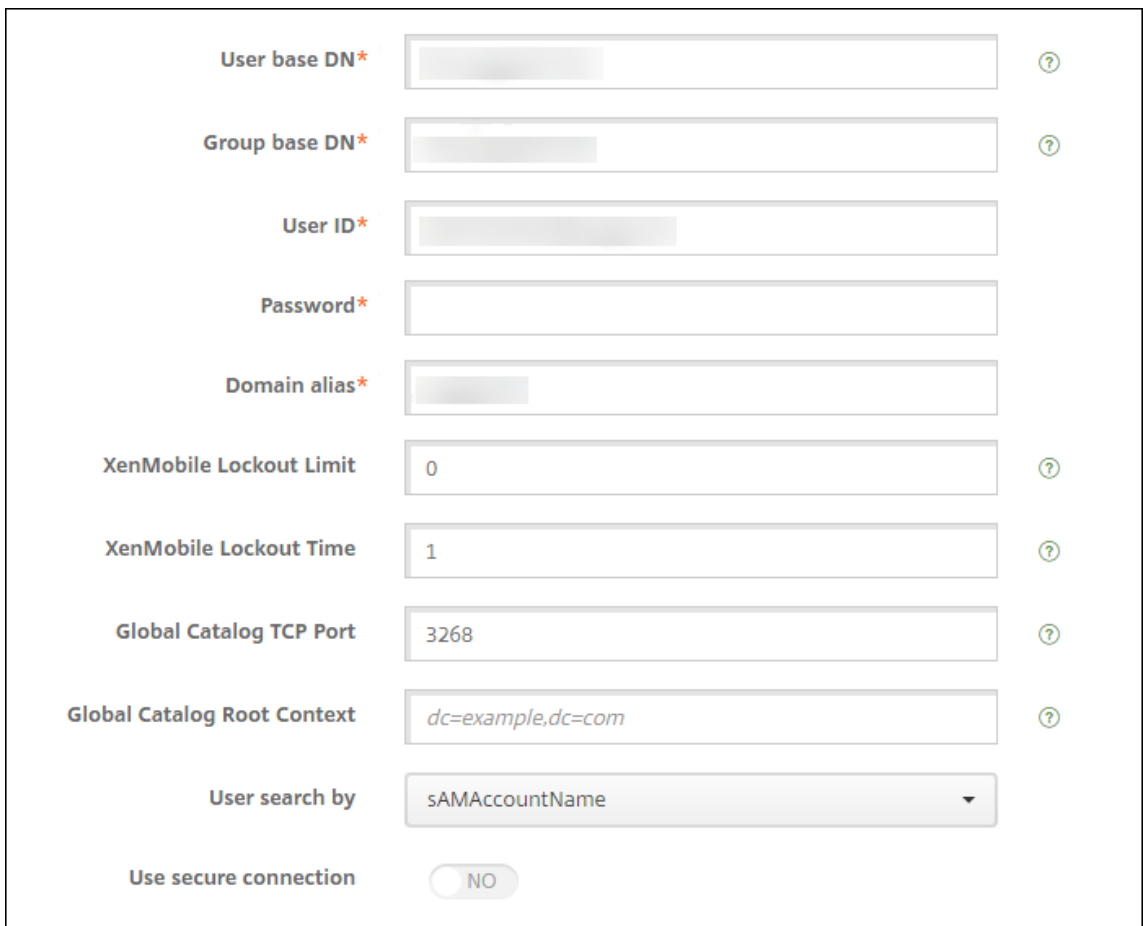 User base DN*
?
Group base DN*
?
User ID*
?
Password*
Domain alias*
XenMobile Lockout Limit 0 ?
XenMobile Lockout Time 1 ?
Global Catalog TCP Port 3268 ?
Global Catalog Root Context dc=example,dc=com ?
User search by sAMAccountName
Use secure connection NO